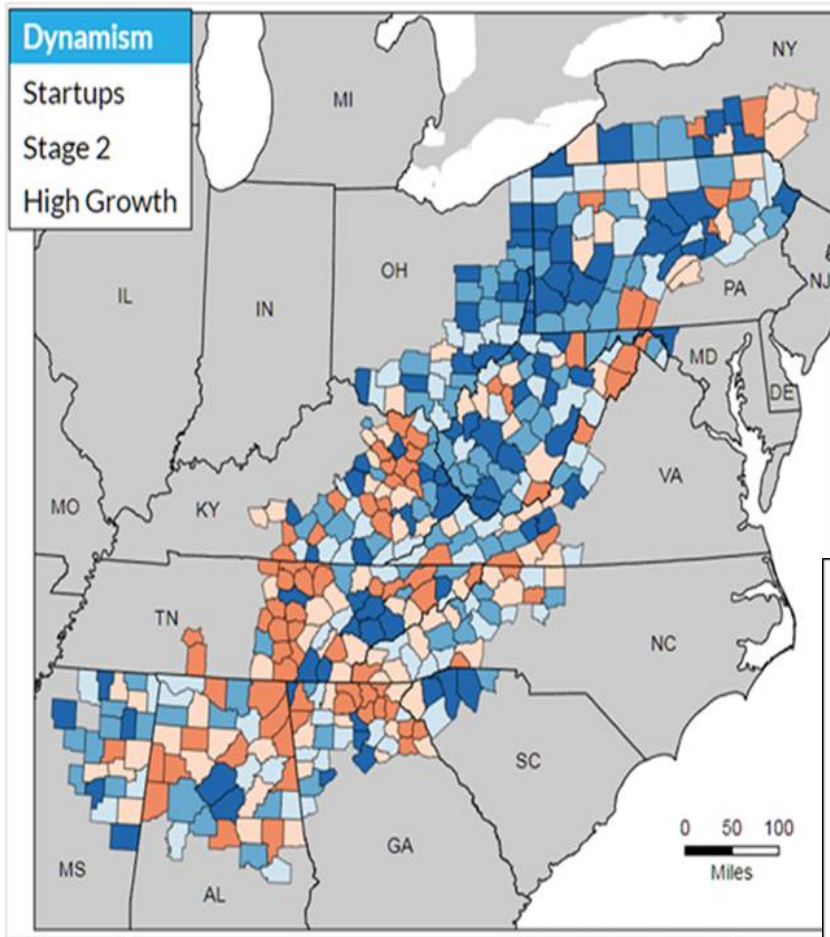 Dynamism
Startups
Stage 2
High Growth
NY
MI
OH
PA
NJ
IL
IN
MD
DE
VA
MO
KY
TN
NC
SC
0 50 100
Miles
MS
AL
GA